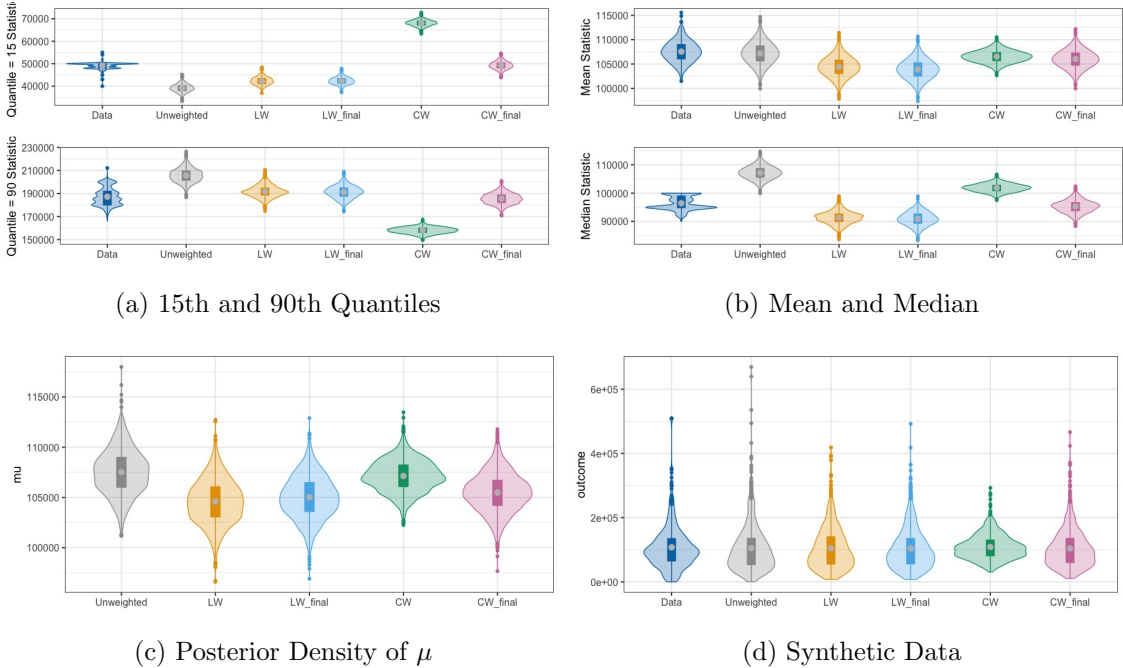 Quantile = 15 Statistic
70000
60000
50000
40000
Data Unweighted LW LW_final CW CW_final
Quantile = 90 Statistic
230000
210000
190000
170000
150000
Data Unweighted LW LW_final CW CW_final
(a) 15th and 90th Quantiles
Mean Statistic
115000
110000
105000
100000
Data Unweighted LW LW_final CW CW_final
Median Statistic
110000
100000
90000
Data Unweighted LW LW_final CW CW_final
(b) Mean and Median
mu
115000
110000
105000
100000
Unweighted LW LW_final CW CW_final
(c) Posterior Density of μ
outcome
6e+05
4e+05
2e+05
0e+00
Data Unweighted LW LW_final CW CW_final
(d) Synthetic Data